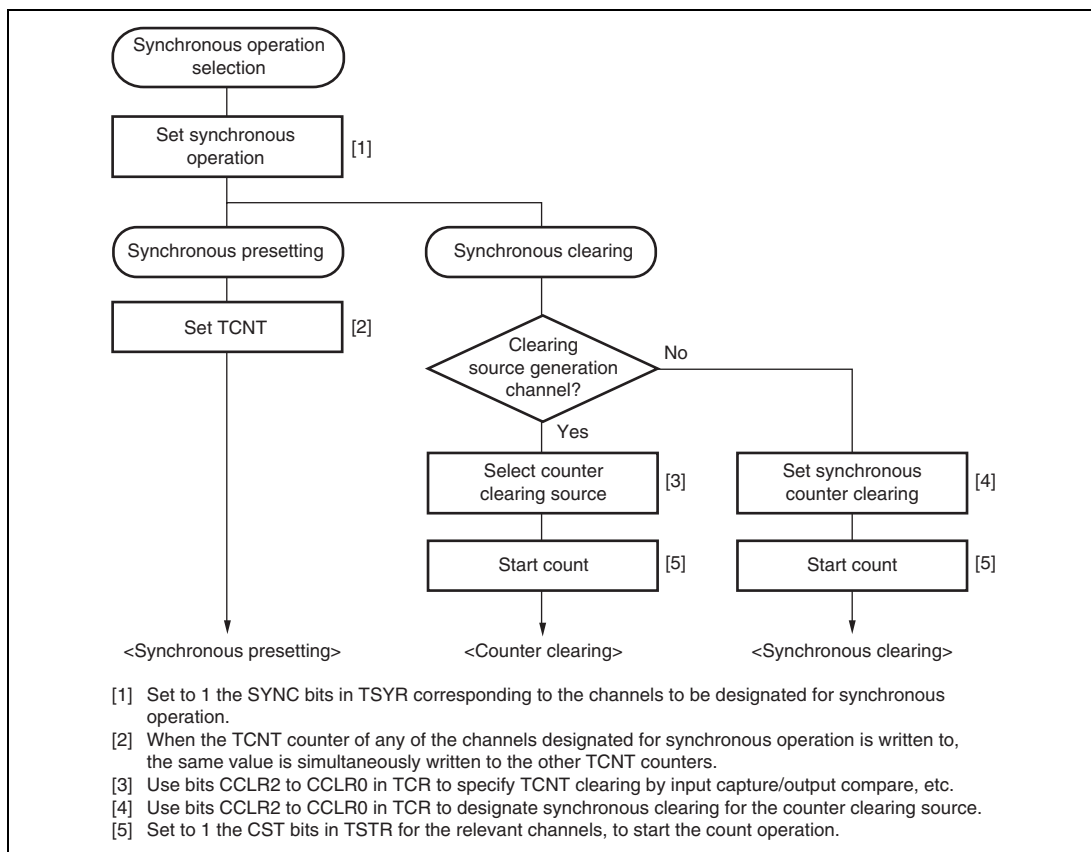 Synchronous operation
selection
Set synchronous
operation
[1]
Synchronous presetting
Synchronous clearing
Set TCNT
[2]
Clearing
source generation
channel?
No
Yes
Select counter
clearing source
[3]
Set synchronous
counter clearing
[4]
Start count
[5]
Start count
[5]
<Synchronous presetting>
<Counter clearing>
<Synchronous clearing>
[1] Set to 1 the SYNC bits in TSYR corresponding to the channels to be designated for synchronous
operation.
[2] When the TCNT counter of any of the channels designated for synchronous operation is written to,
the same value is simultaneously written to the other TCNT counters.
[3] Use bits CCLR2 to CCLR0 in TCR to specify TCNT clearing by input capture/output compare, etc.
[4] Use bits CCLR2 to CCLR0 in TCR to designate synchronous clearing for the counter clearing source.
[5] Set to 1 the CST bits in TSTR for the relevant channels, to start the count operation.